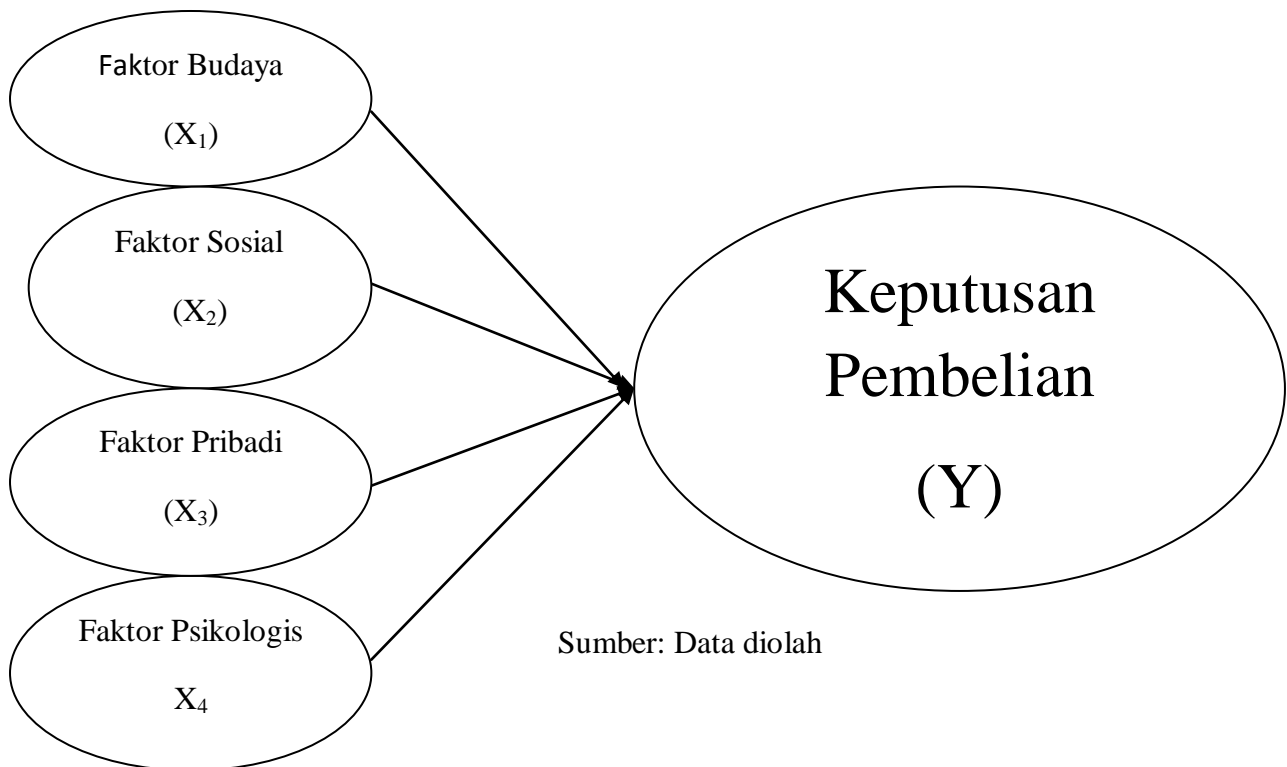 Faktor Budaya
(X₁)
Faktor Sosial
(X₂)
Faktor Pribadi
(X₃)
Faktor Psikologis
X₄
Keputusan
Pembelian
(Y)
Sumber: Data diolah